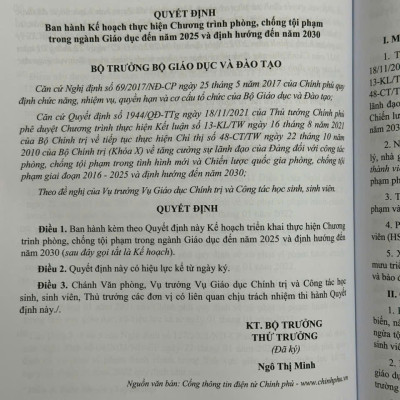 QUYẾT ĐỊNH
Ban hành Kế hoạch thực hiện Chương trình phòng, chống tội phạm
trong ngành Giáo dục đến năm 2025 và định hướng đến năm 2030
BỘ TRƯỞNG BỘ GIÁO DỤC VÀ ĐÀO TẠO
Căn cứ Nghị định số 69/2017/NĐ-CP ngày 25 tháng 5 năm 2017 của Chính phủ quy
định chức năng, nhiệm vụ, quyền hạn và cơ cấu tổ chức của Bộ Giáo dục và Đào tạo;
Căn cứ Quyết định số 1944/QĐ-TTg ngày 18/11/2021 của Thủ tướng Chính phủ
phê duyệt Chương trình thực hiện Kết luận số 13-KL/TW ngày 16 tháng 8 năm 2021
của Bộ Chính trị về tiếp tục thực hiện Chỉ thị số 48-CT/TW ngày 22 tháng 10 năm
2010 của Bộ Chính trị (Khóa X) về tăng cường sự lãnh đạo của Đảng đối với công tác
phòng, chống tội phạm trong tình hình mới và Chiến lược quốc gia phòng, chống tội
phạm giai đoạn 2016 - 2025 và định hướng đến năm 2030;
Theo đề nghị của Vụ trưởng Vụ Giáo dục Chính trị và Công tác học sinh, sinh viên.
QUYẾT ĐỊNH
Điều 1. Ban hành kèm theo Quyết định này Kế hoạch triển khai thực hiện Chương
trình phòng, chống tội phạm trong ngành Giáo dục đến năm 2025 và định hướng đến
năm 2030 (sau đây gọi tắt là Kế hoạch).
Điều 2. Quyết định này có hiệu lực kể từ ngày ký.
Điều 3. Chánh Văn phòng, Vụ trưởng Vụ Giáo dục Chính trị và Công tác học
sinh, sinh viên, Thủ trưởng các đơn vị có liên quan chịu trách nhiệm thi hành Quyết
định này./.
KT. BỘ TRƯỞNG
THỨ TRƯỞNG
(Đã ký)
Ngô Thị Minh
Nguồn văn bản: Cổng thông tin điện tử Chính phủ - www.chinhphu.vn